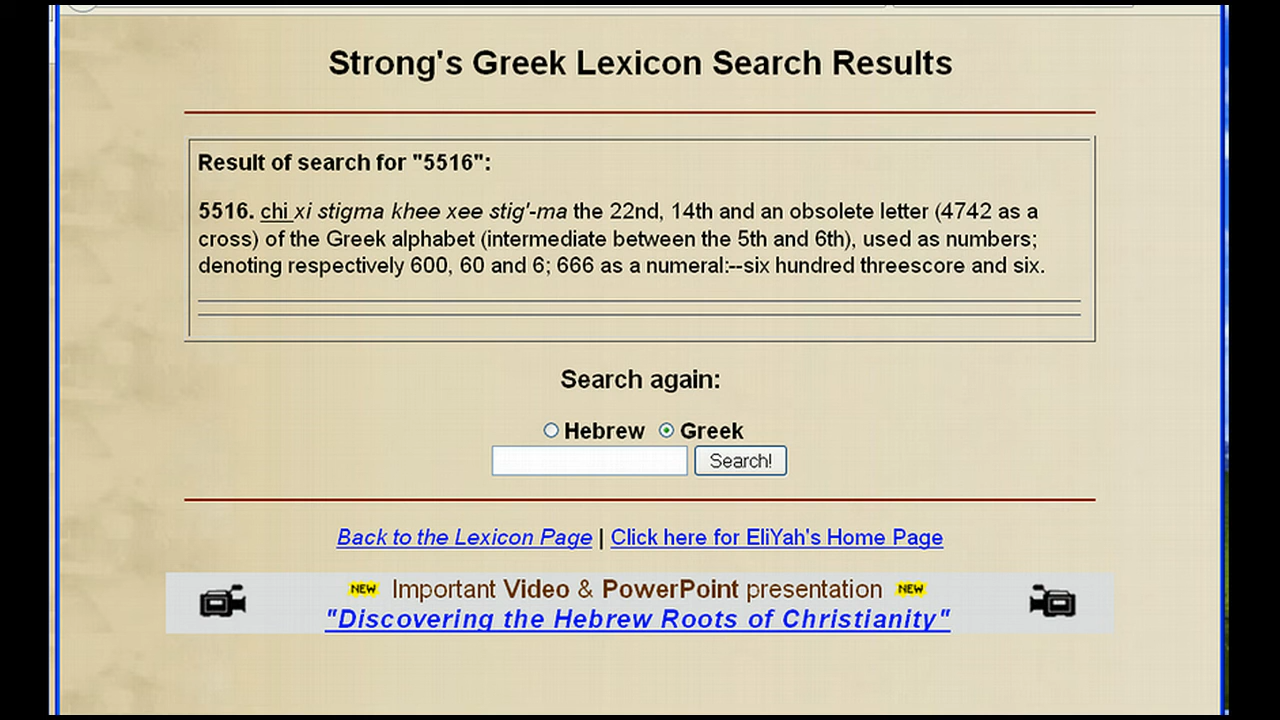 Strong's Greek Lexicon Search Results
Result of search for "5516":
5516. chi xi stigma khee xee stig'-ma the 22nd, 14th and an obsolete letter (4742 as a
cross) of the Greek alphabet (intermediate between the 5th and 6th), used as numbers;
denoting respectively 600, 60 and 6; 666 as a numeral:--six hundred threescore and six.
Search again:
Hebrew Greek
Search!
Back to the Lexicon Page | Click here for EliYah's Home Page
NEW Important Video & PowerPoint presentation NEW
"Discovering the Hebrew Roots of Christianity"